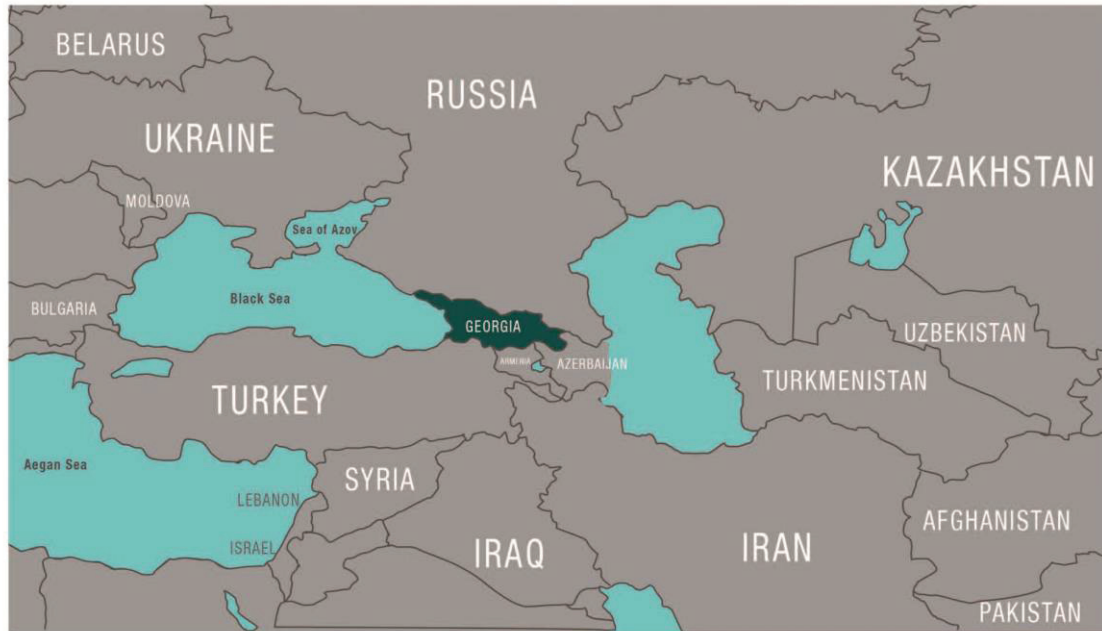 BELARUS
RUSSIA
UKRAINE
KAZAKHSTAN
MOLDOVA
Sea of Azov
Black Sea
BULGARIA
GEORGIA
UZBEKISTAN
ARMENIA
AZERBAIJAN
TURKMENISTAN
TURKEY
Aegan Sea
SYRIA
LEBANON
AFGHANISTAN
ISRAEL
IRAQ
IRAN
PAKISTAN